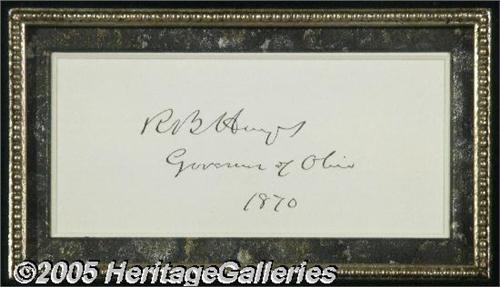 R B Hayes
Governor of Ohio
1870
©2005 HeritageGalleries